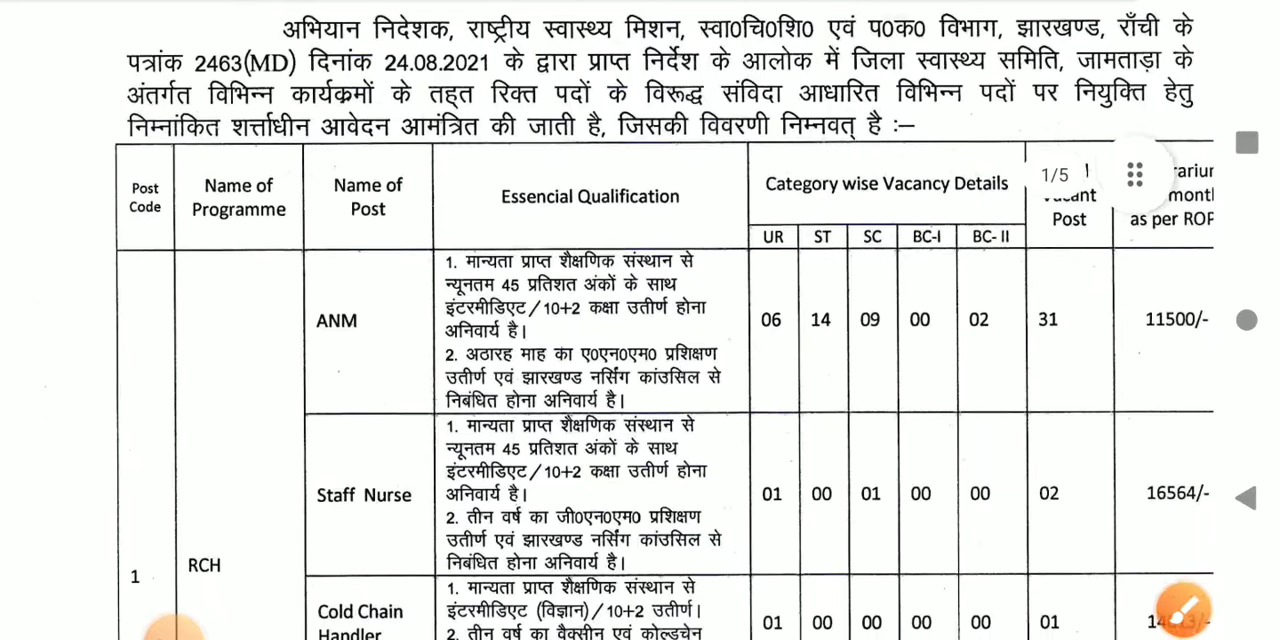 अभियान निदेशक, राष्ट्रीय स्वास्थ्य मिशन, स्वा0चि0शि0 एवं प0क0 विभाग, झारखण्ड, राँची के
पत्रांक 2463(MD) दिनांक 24.08.2021 के द्वारा प्राप्त निर्देश के आलोक में जिला स्वास्थ्य समिति, जामताड़ा के
अंतर्गत विभिन्न कार्यक्रमों के तह्त रिक्त पदों के विरूद्ध संविदा आधारित विभिन्न पदों पर नियुक्ति हेतु
निम्नांकित शर्त्ताधीन आवेदन आमंत्रित की जाती है, जिसकी विवरणी निम्नवत् है :–
Post Code
Name of Programme
Name of Post
Essencial Qualification
Category wise Vacancy Details
1/5
Post
month
as per ROP
UR ST SC BC-I BC- II
1
RCH
ANM
1. मान्यता प्राप्त शैक्षणिक संस्थान से
न्यूनतम 45 प्रतिशत अंकों के साथ
इंटरमीडिएट/10+2 कक्षा उतीर्ण होना
अनिवार्य है।
2. अठारह माह का ए0एन0एम0 प्रशिक्षण
उतीर्ण एवं झारखण्ड नर्सिंग कांउसिल से
निबंधित होना अनिवार्य है।
06 14 09 00 02 31 11500/-
Staff Nurse
1. मान्यता प्राप्त शैक्षणिक संस्थान से
न्यूनतम 45 प्रतिशत अंकों के साथ
इंटरमीडिएट/10+2 कक्षा उतीर्ण होना
अनिवार्य है।
2. तीन वर्ष का जी0एन0एम0 प्रशिक्षण
उतीर्ण एवं झारखण्ड नर्सिंग कांउसिल से
निबंधित होना अनिवार्य है।
01 00 01 00 00 02 16564/-
Cold Chain
Handler
1. मान्यता प्राप्त शैक्षणिक संस्थान से
इंटरमीडिएट (विज्ञान)/10+2 उतीर्ण।
2. तीन वर्ष का वैक्सीन एवं कोल्डचेन
01 00 00 00 00 01